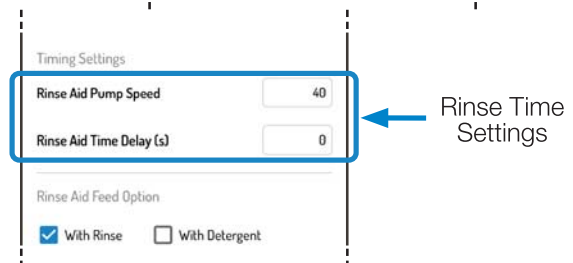 Timing Settings
Rinse Aid Pump Speed 40
Rinse Aid Time Delay (s) 0
Rinse Time
Settings
Rinse Aid Feed Option
With Rinse With Detergent